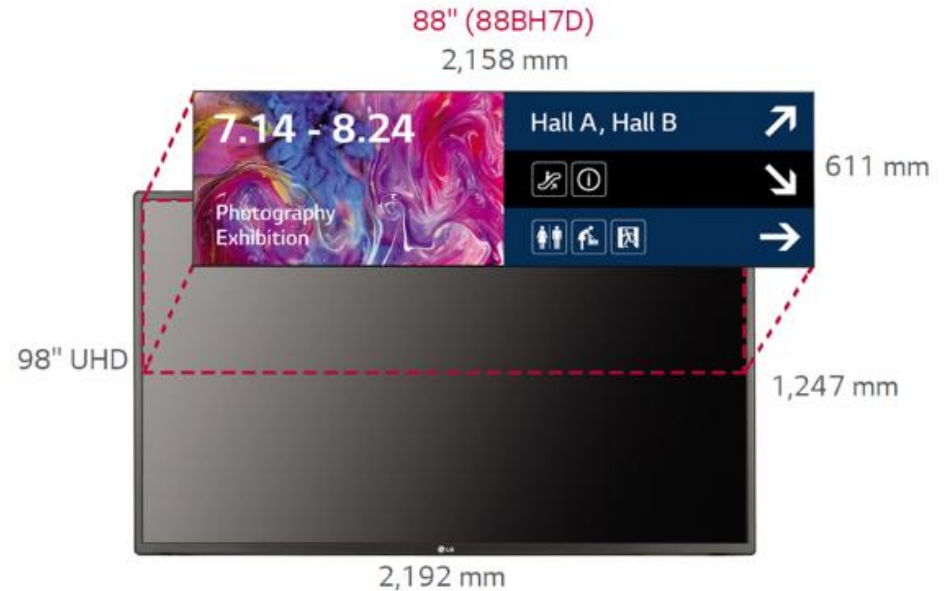 88" (88BH7D)
2,158 mm
7.14 - 8.24
Photography
Exhibition
Hall A, Hall B
611 mm
98" UHD
1,247 mm
LG
2,192 mm